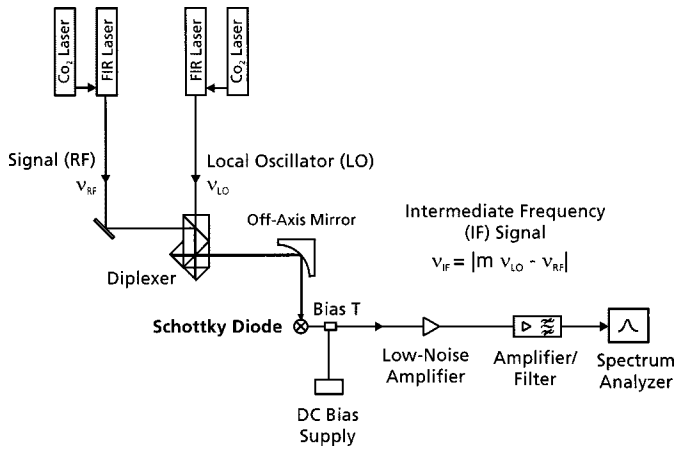 Co₂ Laser
FIR Laser
FIR Laser
Co₂ Laser
Signal (RF)
νRF
Local Oscillator (LO)
νLO
Off-Axis Mirror
Intermediate Frequency
(IF) Signal
νIF = |m νLO - νRF|
Diplexer
Schottky Diode
Bias T
Low-Noise
Amplifier
Amplifier/
Filter
Spectrum
Analyzer
DC Bias
Supply